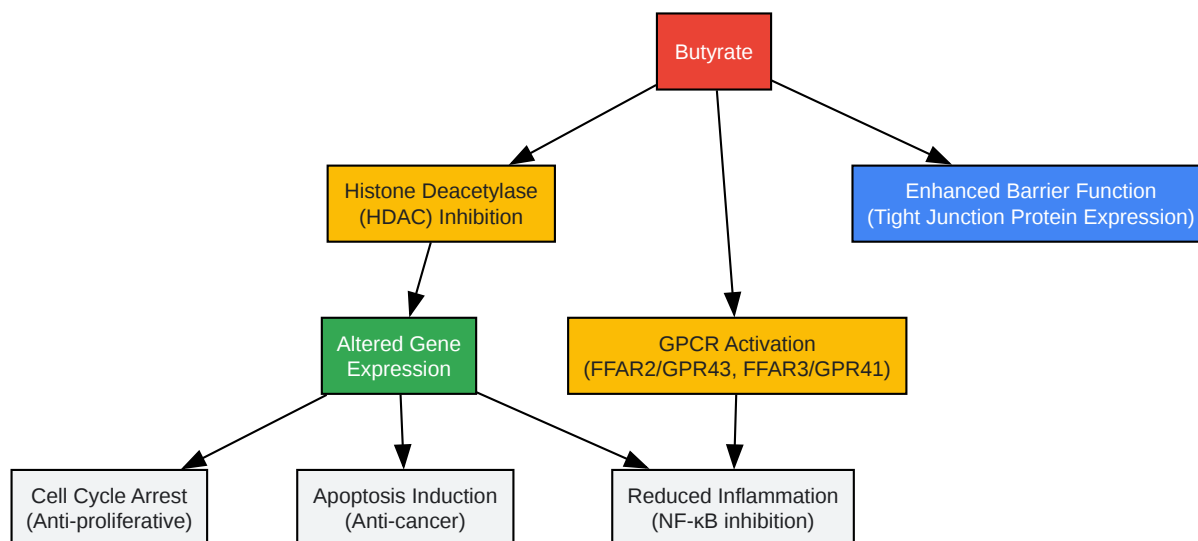 Butyrate
Histone Deacetylase
(HDAC) Inhibition
Enhanced Barrier Function
(Tight Junction Protein Expression)
Altered Gene
Expression
GPCR Activation
(FFAR2/GPR43, FFAR3/GPR41)
Cell Cycle Arrest
(Anti-proliferative)
Apoptosis Induction
(Anti-cancer)
Reduced Inflammation
(NF-κB inhibition)